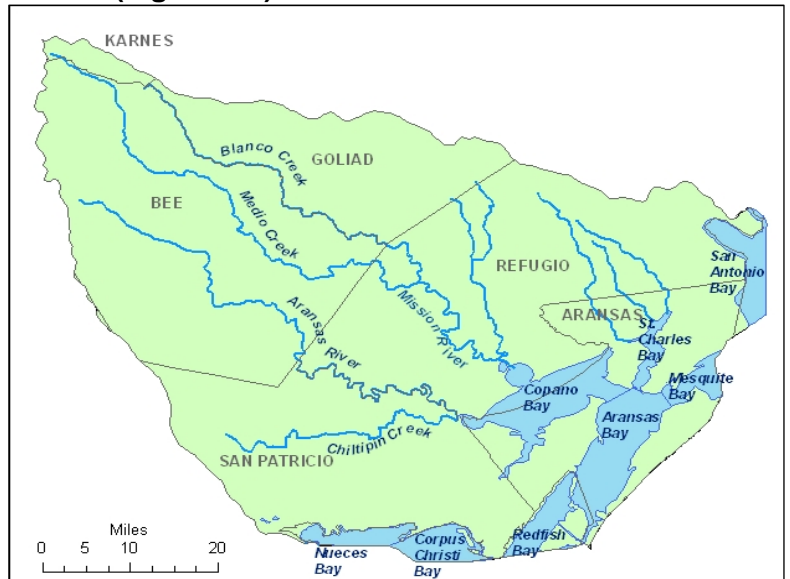 KARNES
Blanco Creek
GOLIAD
BEE
Medio Creek
San
Antonio
Bay
REFUGIO
Mission River
Aransas River
ARANSAS
St.
Charles
Bay
Mesquite
Bay
Copano
Bay
Aransas
Bay
Chiltipin Creek
SAN PATRICIO
Miles
0 5 10 20
Nueces
Bay
Corpus
Christi
Bay
Redfish
Bay